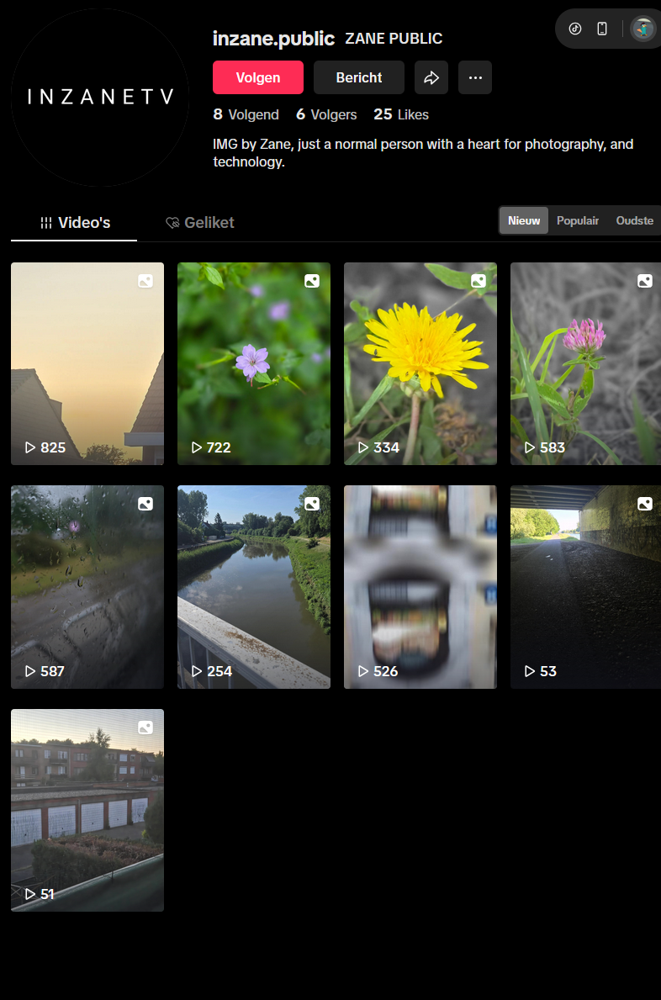 INZANETV
inzane.public ZANE PUBLIC
Volgen Bericht
8 Volgend 6 Volgers 25 Likes
IMG by Zane, just a normal person with a heart for photography, and
technology.
Video's Geliket
Nieuw Populair Oudste
825 722 334 583
587 254 526 53
51